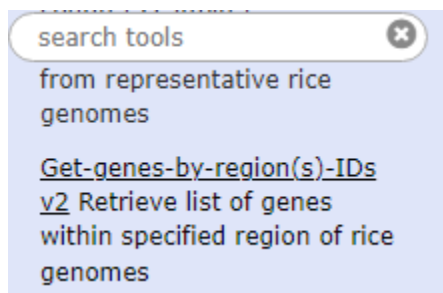 search tools
from representative rice
genomes
Get-genes-by-region(s)-IDs
v2 Retrieve list of genes
within specified region of rice
genomes